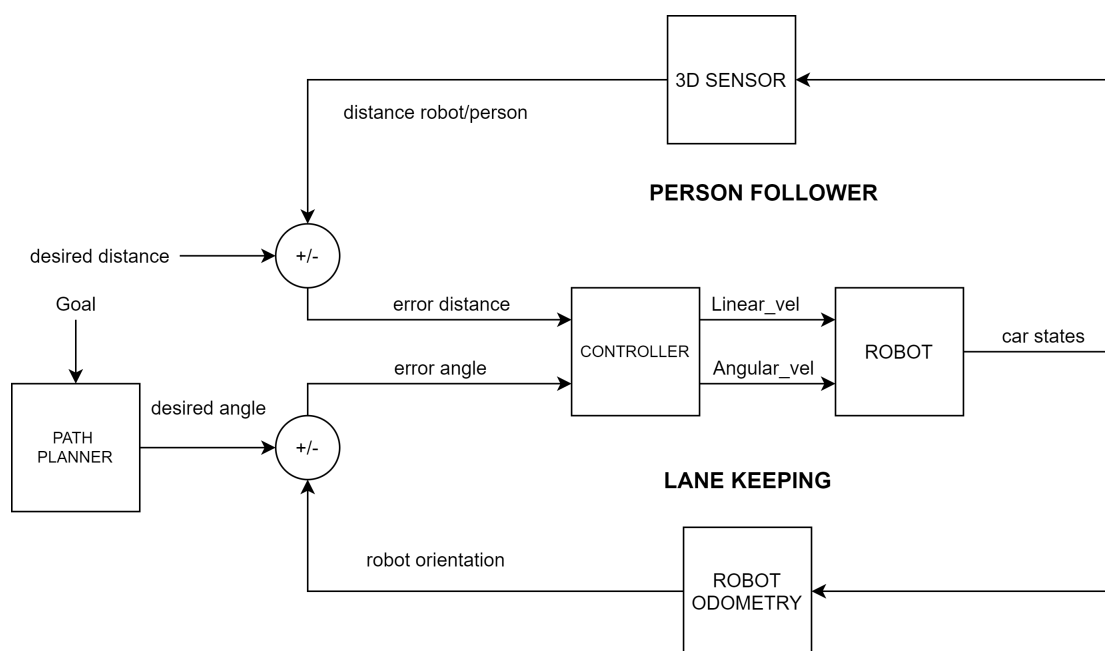 3D SENSOR
distance robot/person
PERSON FOLLOWER
desired distance
+/-
Goal
error distance
Linear_vel
CONTROLLER
ROBOT
car states
error angle
Angular_vel
desired angle
PATH
PLANNER
+/-
LANE KEEPING
robot orientation
ROBOT
ODOMETRY